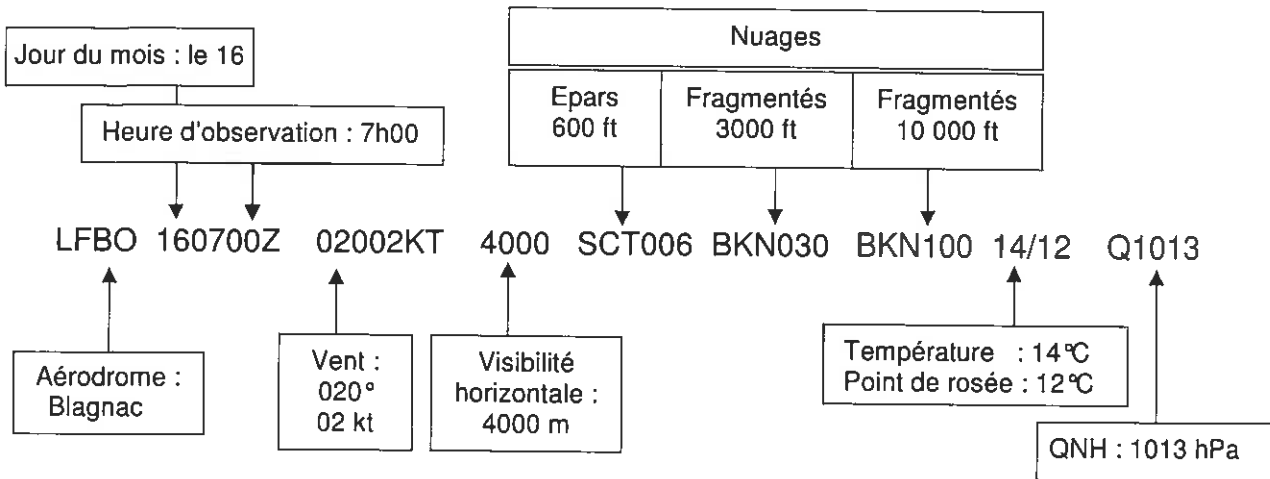 Nuages
Jour du mois : le 16
Epars
600 ft
Fragmentés
3000 ft
Fragmentés
10 000 ft
Heure d'observation : 7h00
LFBO 160700Z 02002KT 4000 SCT006 BKN030 BKN100 14/12 Q1013
Aérodrome :
Blagnac
Vent :
020°
02 kt
Visibilité
horizontale :
4000 m
Température : 14°C
Point de rosée : 12°C
QNH : 1013 hPa